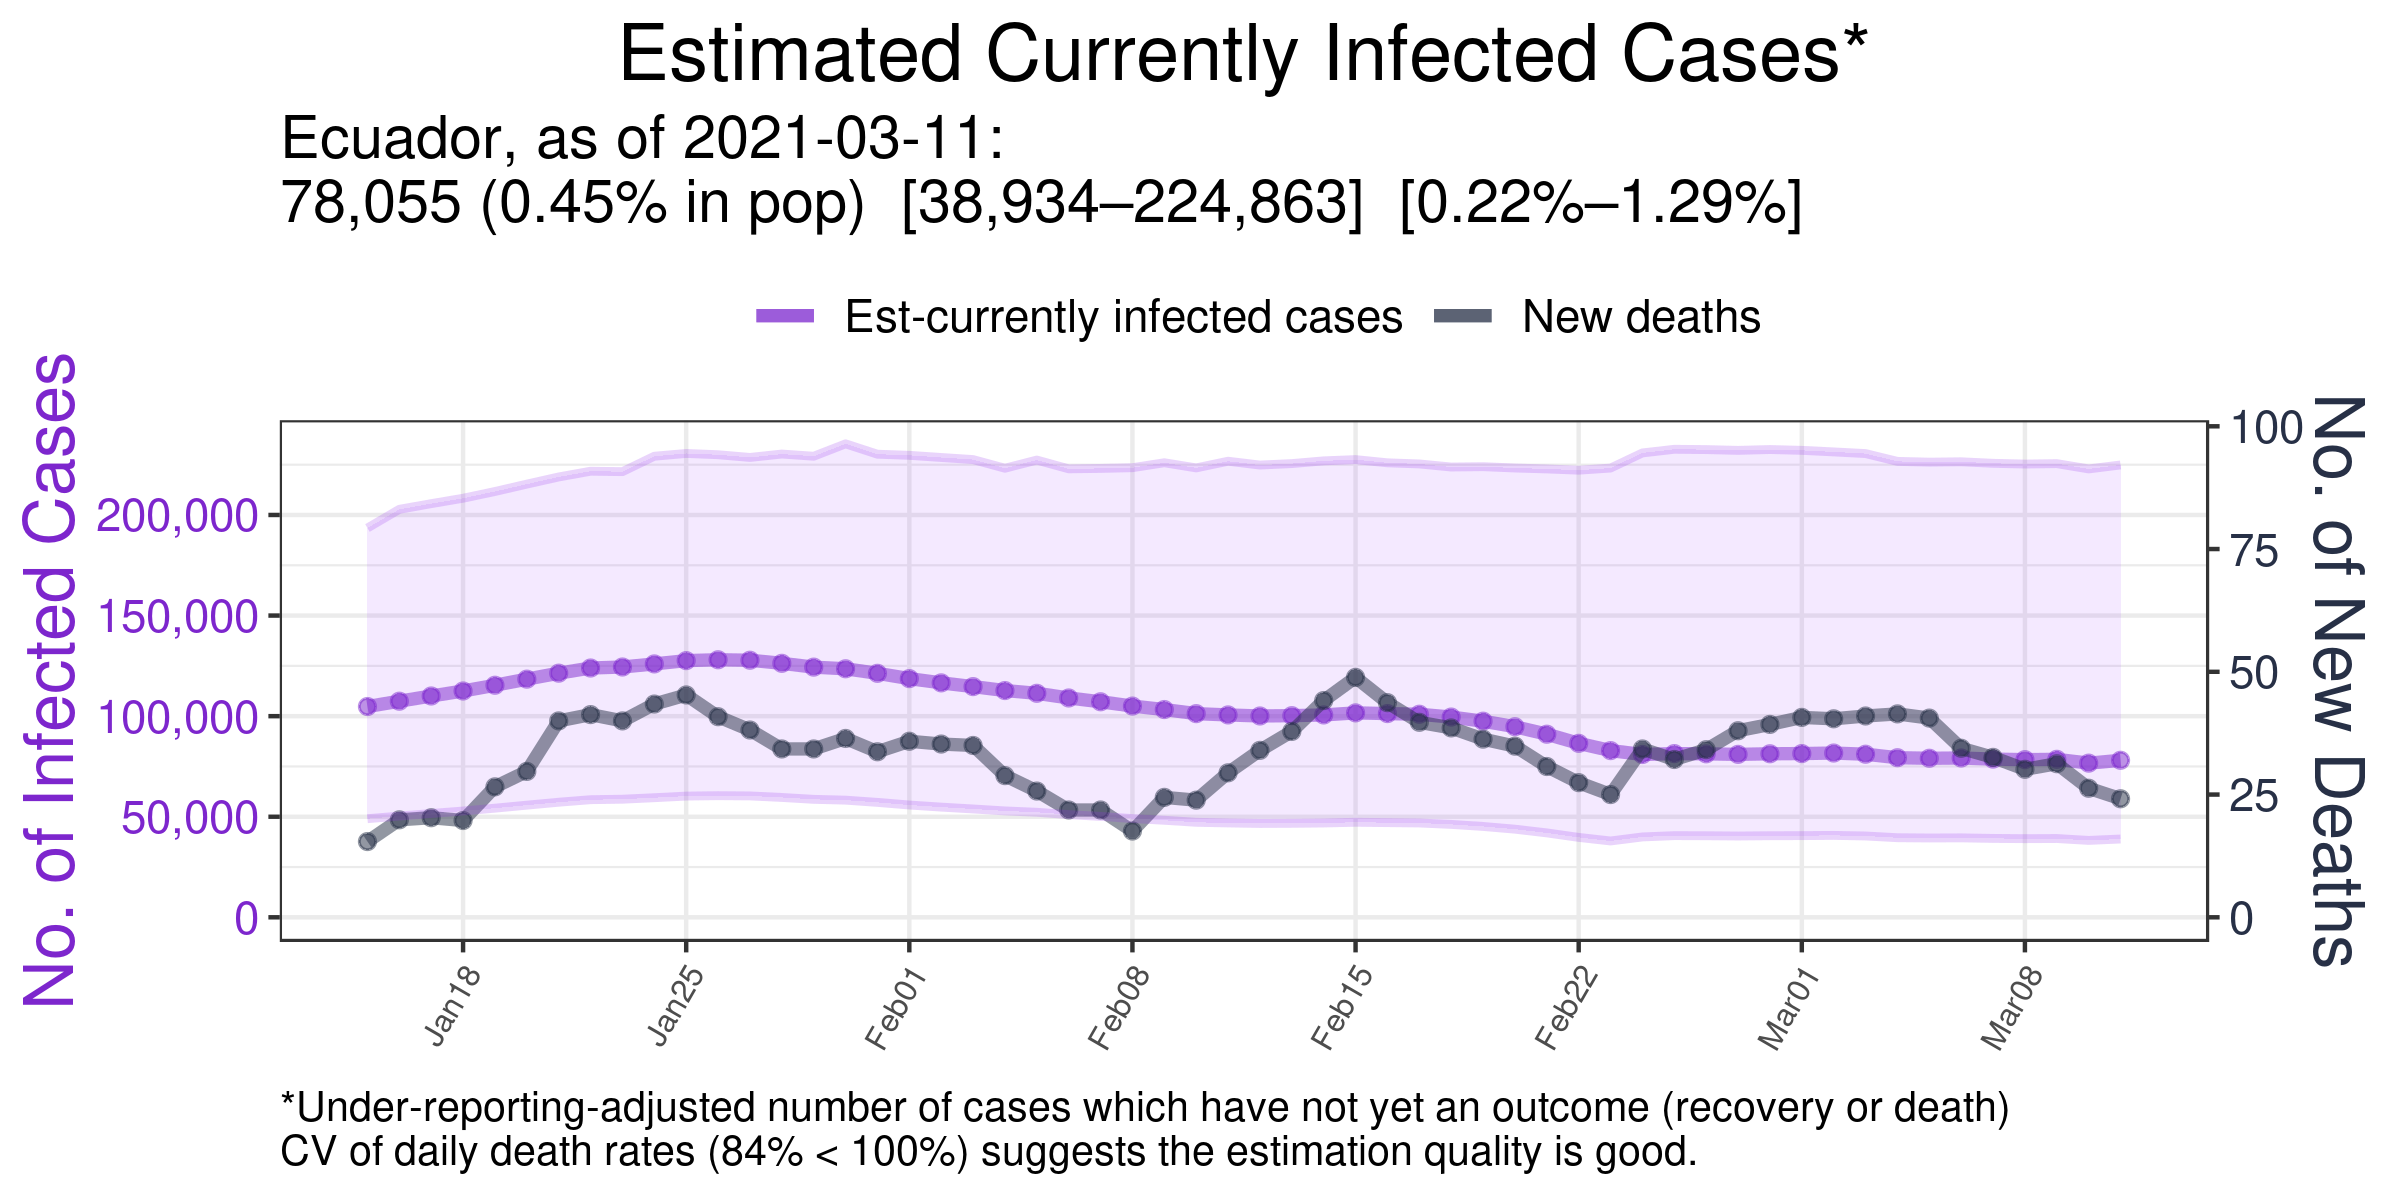 Estimated Currently Infected Cases*
Ecuador, as of 2021-03-11:
78,055 (0.45% in pop) [38,934–224,863] [0.22%–1.29%]
Est-currently infected cases New deaths
No. of Infected Cases
200,000
150,000
100,000
50,000
0
100
75
50
25
0
No. of New Deaths
Jan18 Jan25 Feb01 Feb08 Feb15 Feb22 Mar01 Mar08
*Under-reporting-adjusted number of cases which have not yet an outcome (recovery or death)
CV of daily death rates (84% < 100%) suggests the estimation quality is good.